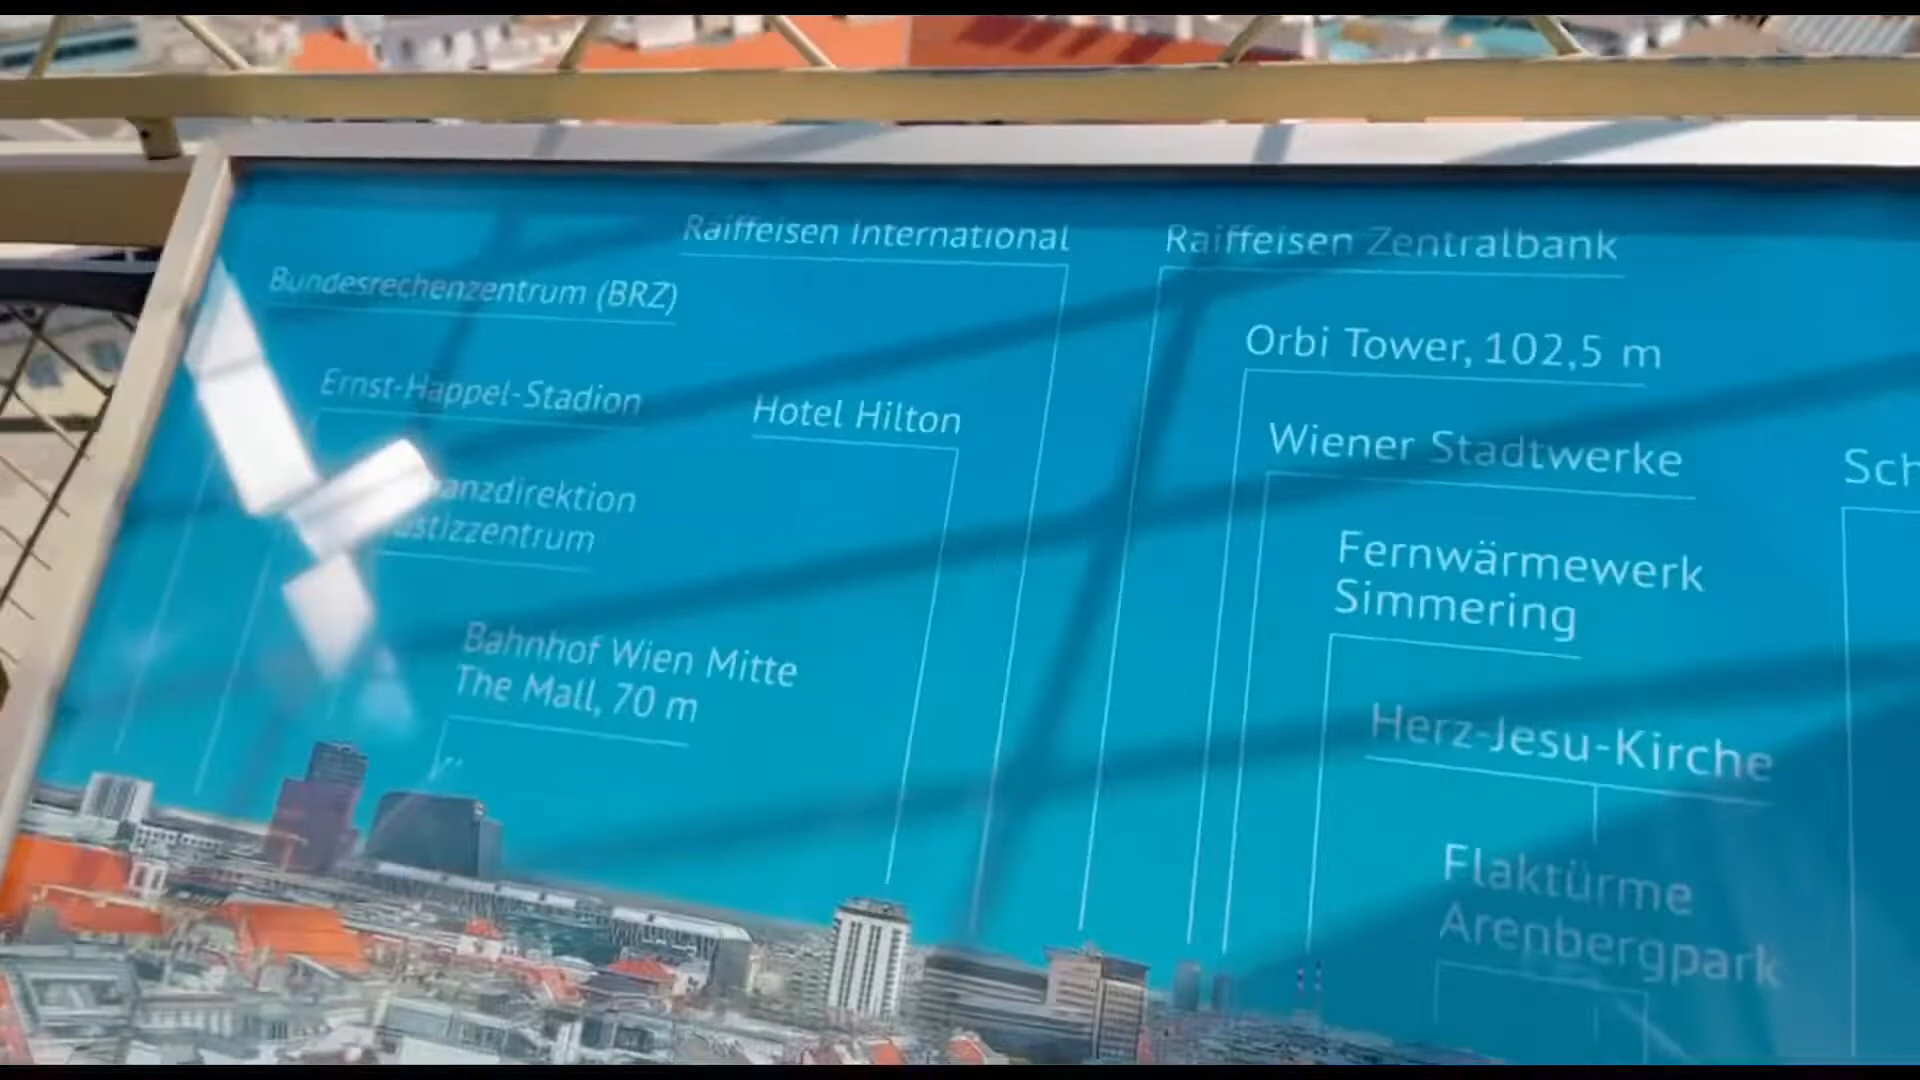 Raiffeisen International
Raiffeisen Zentralbank
Bundesrechenzentrum (BRZ)
Orbi Tower, 102,5 m
Ernst-Happel-Stadion
Hotel Hilton
Wiener Stadtwerke
Fernwärmewerk
Simmering
Bahnhof Wien Mitte
The Mall, 70 m
Herz-Jesu-Kirche
Flaktürme
Arenbergpark